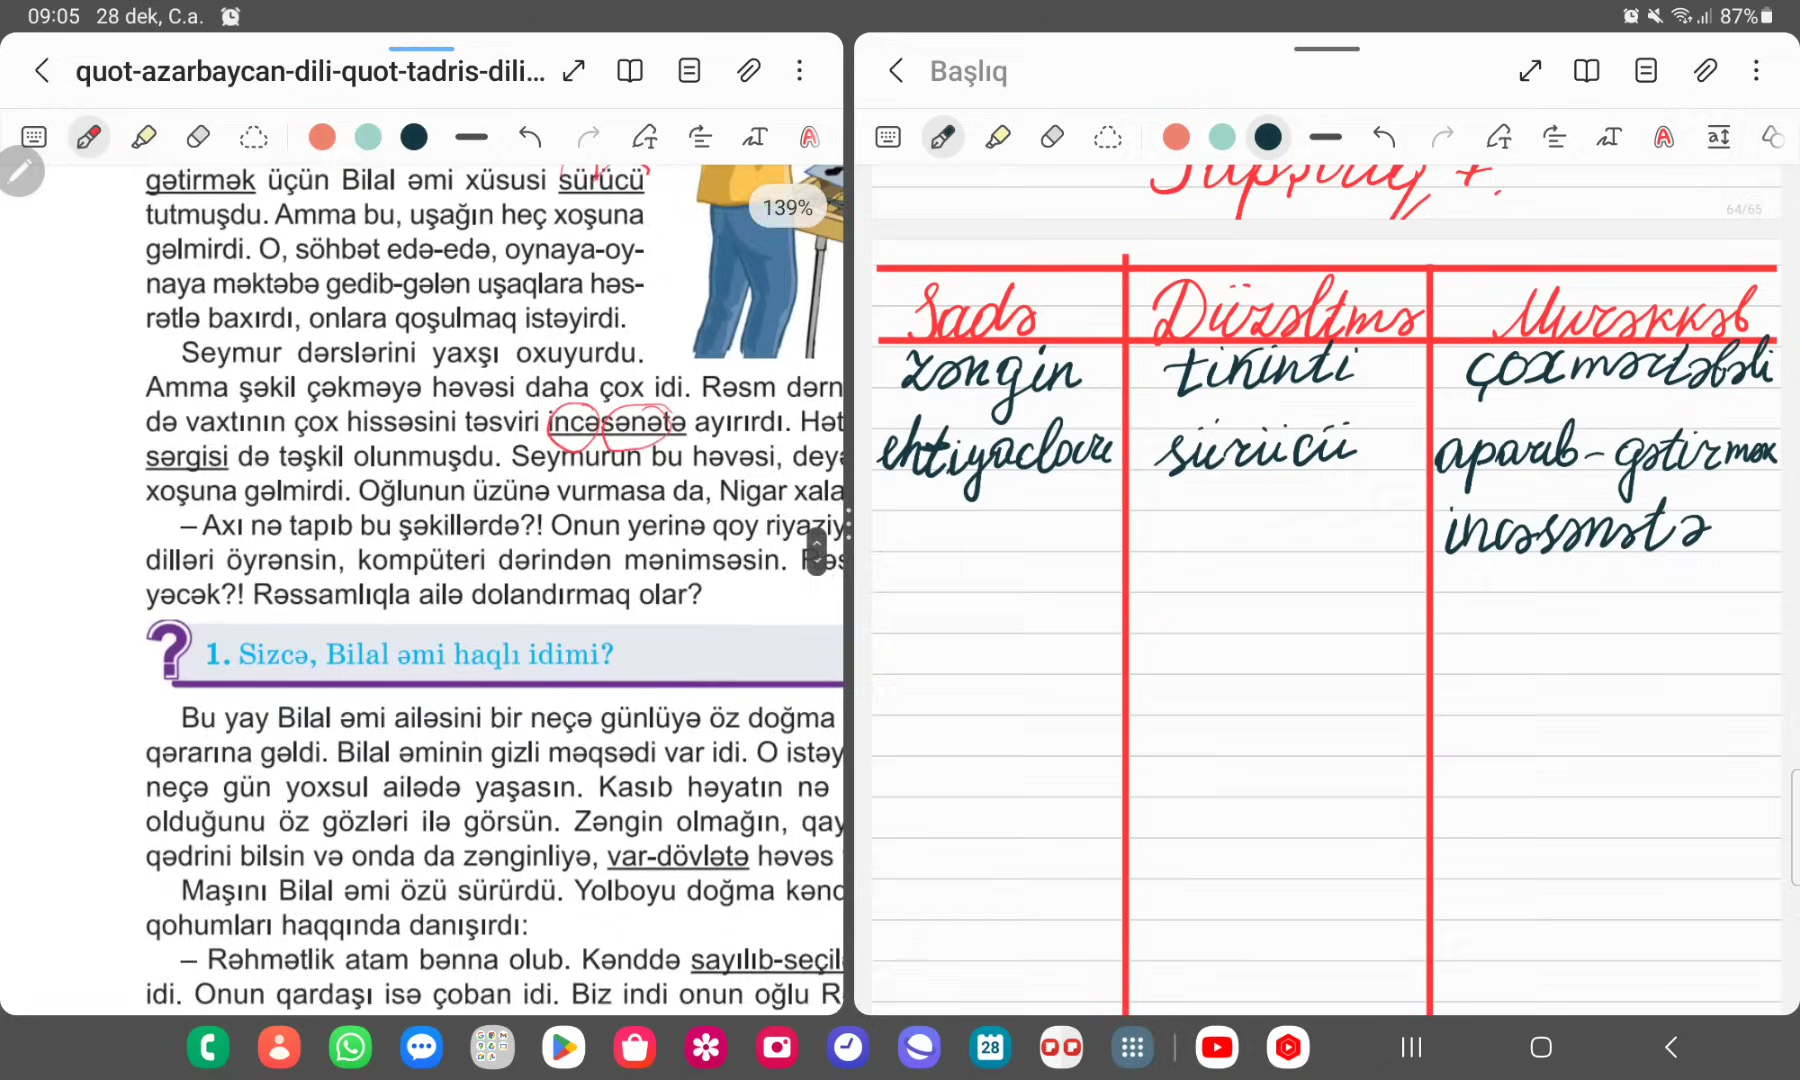 09:05 28 dek, C.a.
87%
quot-azarbaycan-dili-quot-tadris-dili...
139%
gətirmək üçün Bilal əmi xüsusi sürücü
tutmuşdu. Amma bu, uşağın heç xoşuna
gəlmirdi. O, söhbət edə-edə, oynaya-oy-
naya məktəbə gedib-gələn uşaqlara həs-
rətlə baxırdı, onlara qoşulmaq istəyirdi.
Seymur dərslərini yaxşı oxuyurdu.
Amma şəkil çəkməyə həvəsi daha çox idi. Rəsm dərn
də vaxtının çox hissəsini təsviri incəsənətə ayırırdı. Hət
sərgisi də təşkil olunmuşdu. Seymurun bu həvəsi, deyə
xoşuna gəlmirdi. Oğlunun üzünə vurmasa da, Nigar xala
– Axı nə tapıb bu şəkillərdə?! Onun yerinə qoy riyaziy
dilləri öyrənsin, kompüteri dərindən mənimsəsin. Rəs
yəcək?! Rəssamlıqla ailə dolandırmaq olar?
1. Sizcə, Bilal əmi haqlı idimi?
Bu yay Bilal əmi ailəsini bir neçə günlüyə öz doğma
qərarına gəldi. Bilal əminin gizli məqsədi var idi. O istəy
neçə gün yoxsul ailədə yaşasın. Kasıb həyatın nə
olduğunu öz gözləri ilə görsün. Zəngin olmağın, qay
qədrini bilsin və onda da zənginliyə, var-dövlətə həvəs
Maşını Bilal əmi özü sürürdü. Yolboyu doğma kənd
qohumları haqqında danışırdı:
– Rəhmətlik atam bənna olub. Kənddə sayılıb-seçil
idi. Onun qardaşı isə çoban idi. Biz indi onun oğlu R
Başlıq
64/65
Sadə Düzəltmə Murəkkəb
zəngin tikinti çoxmərtəbəli
ehtiyacları sürücü aparıb-gətirmək
incəsənətə
28